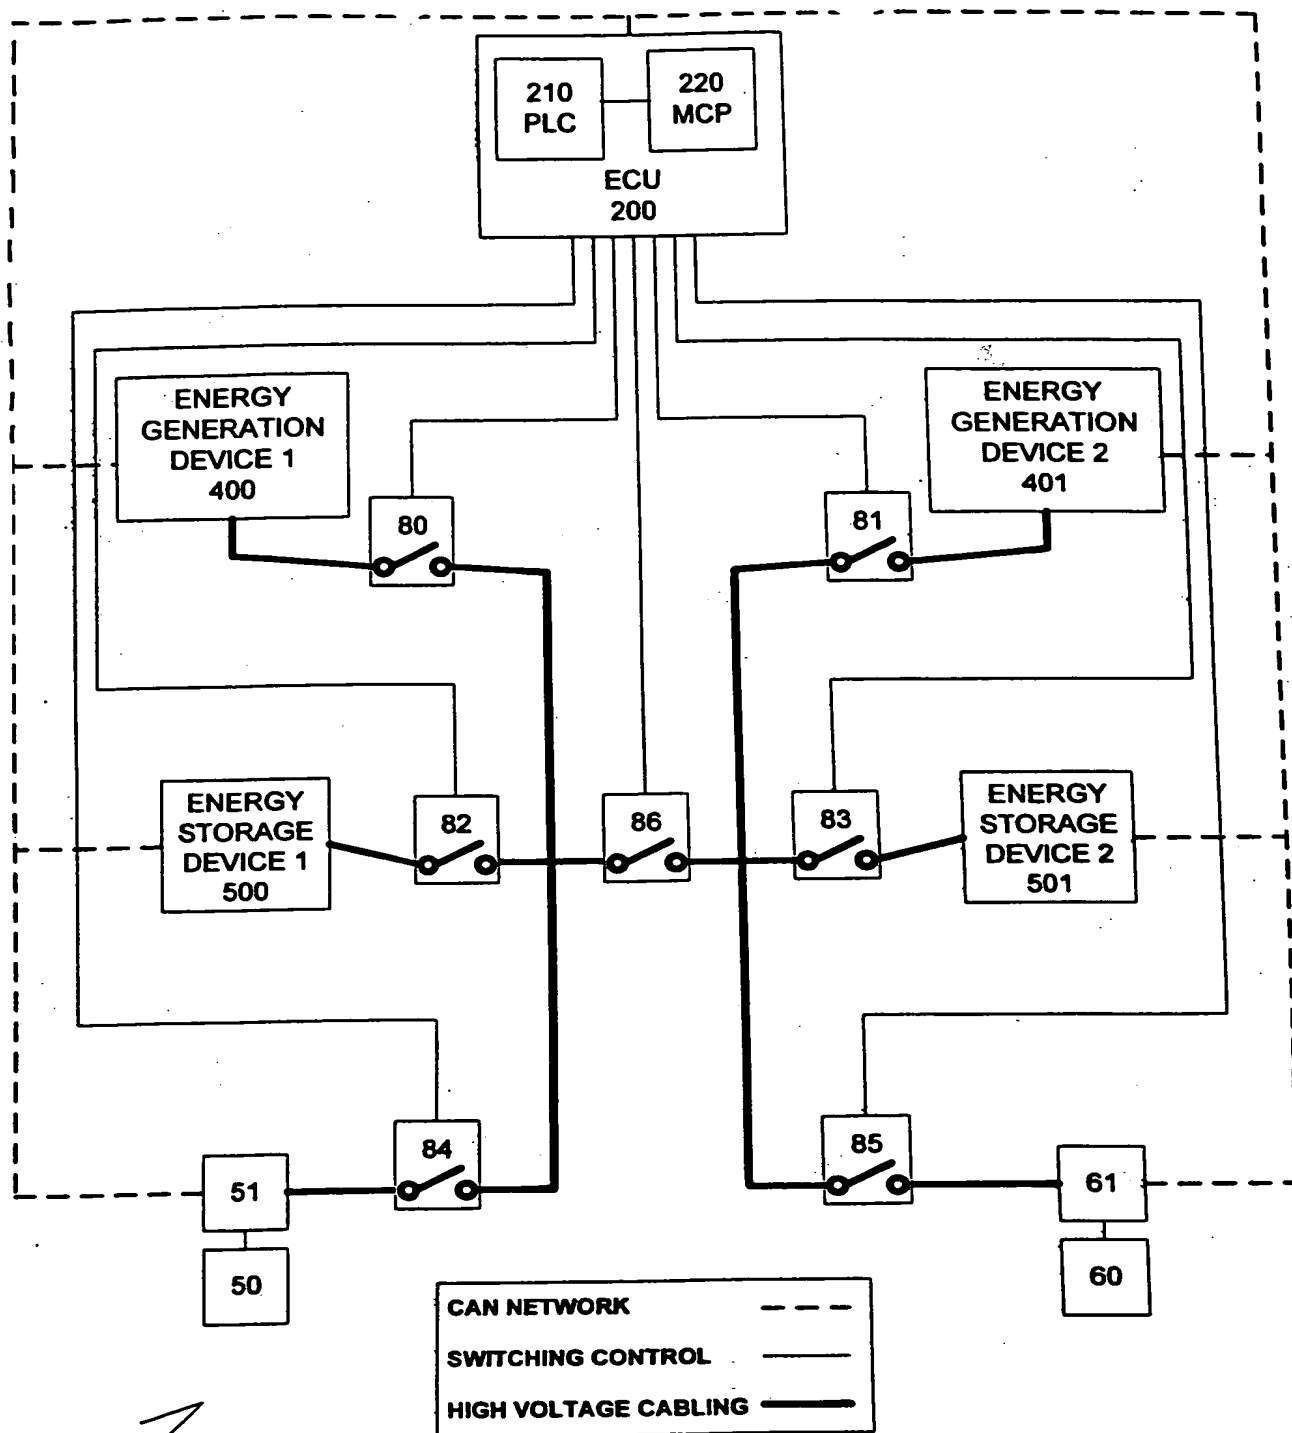 210
PLC
220
MCP
ECU
200
ENERGY
GENERATION
DEVICE 1
400
ENERGY
GENERATION
DEVICE 2
401
80
81
ENERGY
STORAGE
DEVICE 1
500
82
86
83
ENERGY
STORAGE
DEVICE 2
501
84
85
51
61
50
60
CAN NETWORK
SWITCHING CONTROL
HIGH VOLTAGE CABLING